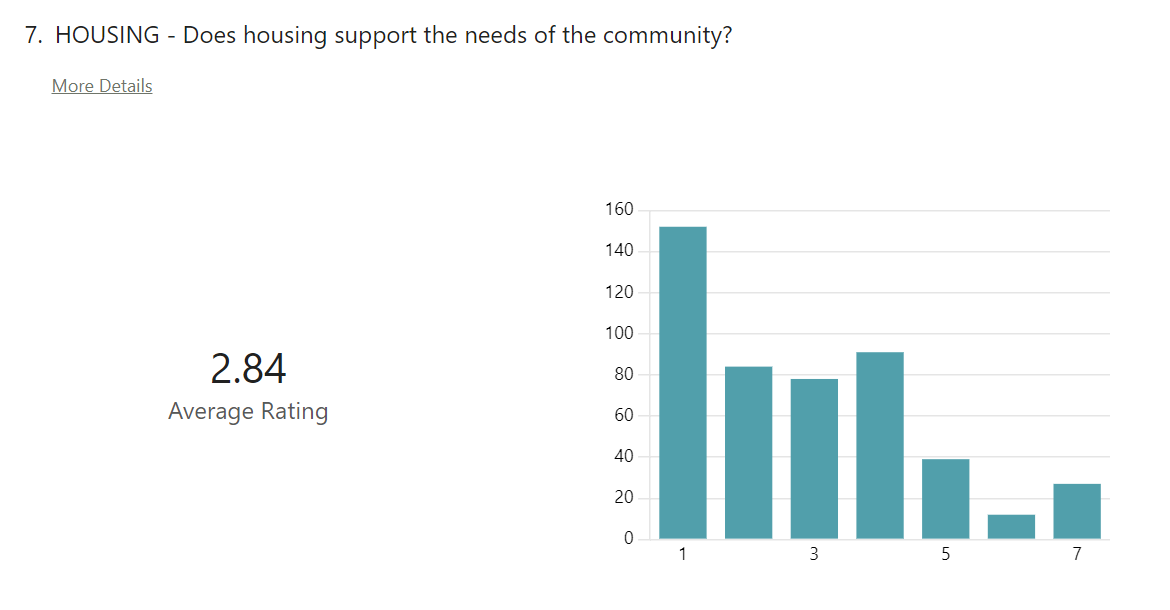 7. HOUSING - Does housing support the needs of the community?
More Details
2.84
Average Rating
160
140
120
100
80
60
40
20
0
1 3 5 7